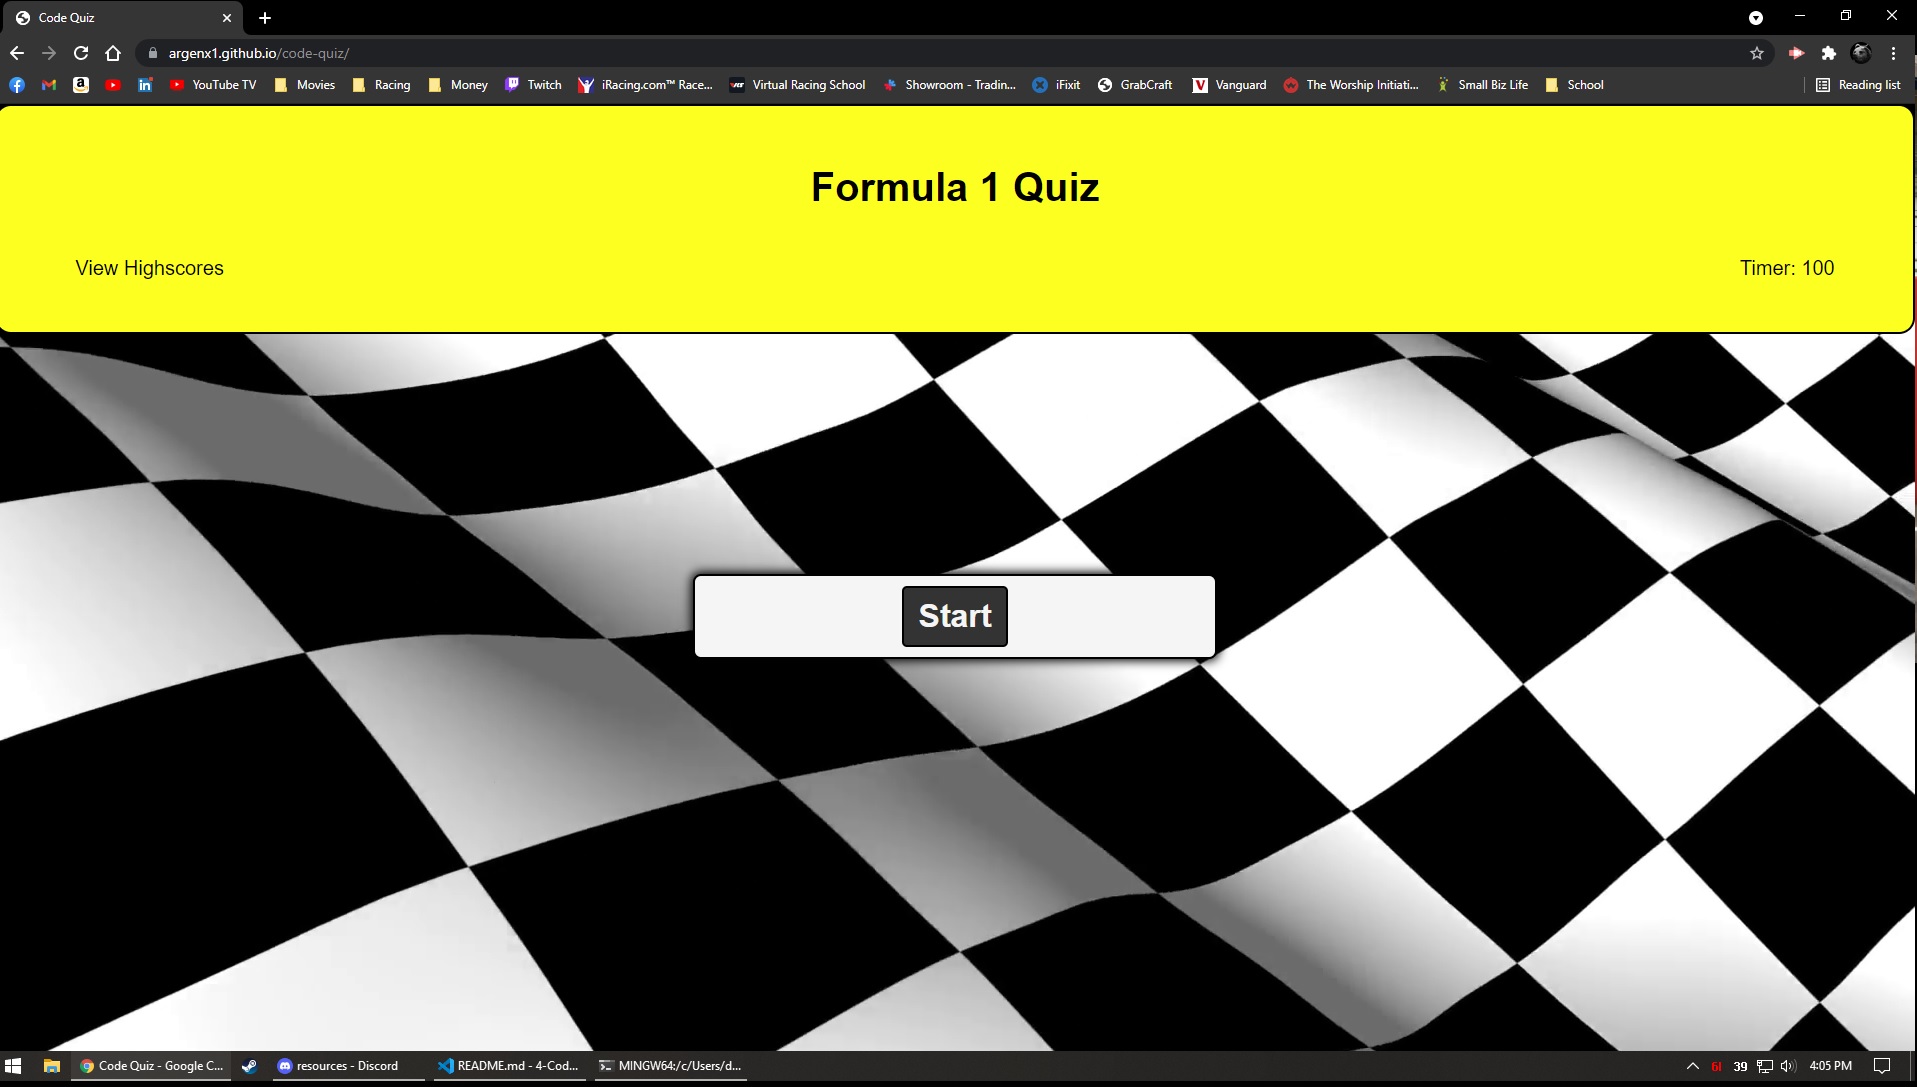 Code Quiz
argenx1.github.io/code-quiz/
YouTube TV Movies Racing Money Twitch iRacing.com™ Race... Virtual Racing School Showroom - Tradin... iFixit GrabCraft Vanguard The Worship Initiati... Small Biz Life School Reading list
Formula 1 Quiz
View Highscores Timer: 100
Start
Code Quiz - Google C... resources - Discord README.md - 4-Cod... MINGW64:/c/Users/d... 61 39 4:05 PM